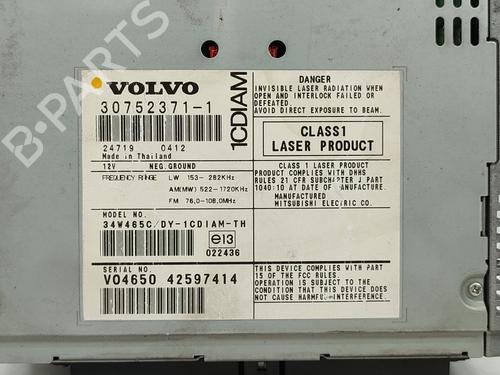 VOLVO
30752371-1
24719 0412
Made in Thailand
12V NEG.GROUND
FREQUENCY RANGE LW 153- 282KHz
AM(MW) 522-1720KHz
FM 76.0-108.0MHz
MODEL NO.
34W465C/DY-1CDIAM-TH
e13
022436
SERIAL NO.
VO4650 42597414
1CDIAM
DANGER
INVISIBLE LASER RADIATION WHEN
OPEN AND INTERLOCK FAILED OR
DEFEATED.
AVOID DIRECT EXPOSURE TO BEAM.
CLASS1
LASER PRODUCT
CLASS 1 LASER PRODUCT
PRODUCT COMPLIES WITH DHHS
RULES 21 CFR SUBCHAPTER J PART
1040:10 AT DATE OF MANUFACTURE.
MANUFACTURED
MITSUBISHI ELECTRIC CO.
THIS DEVICE COMPLIES WITH PART
15 OF THE FCC RULES.
OPERATION IS SUBJECT TO THE
CONDITION THAT THIS DEVICE DOES
NOT CAUSE HARMFUL INTERFERENCE.
B-PARTS